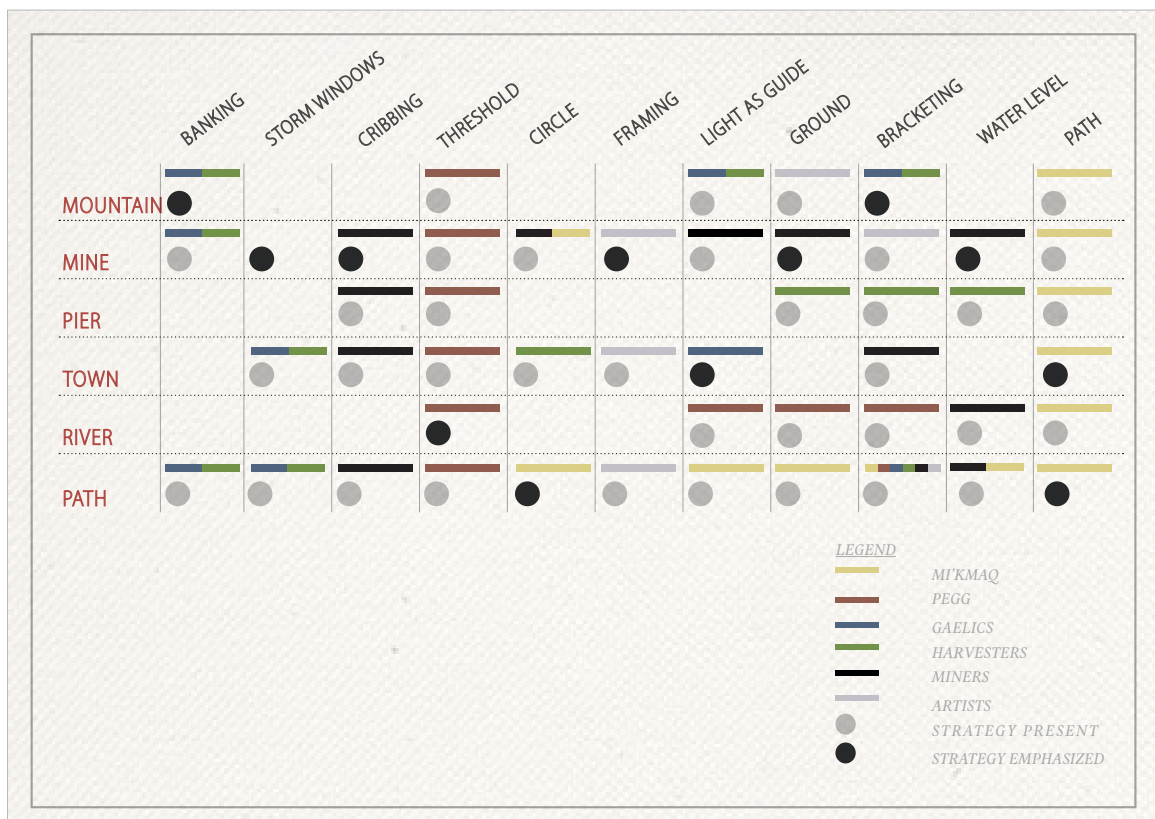 BANKING
STORM WINDOWS
CRIBBING
THRESHOLD
CIRCLE
FRAMING
LIGHT AS GUIDE
GROUND
BRACKETING
WATER LEVEL
PATH
MOUNTAIN
MINE
PIER
TOWN
RIVER
PATH
LEGEND
MI'KMAQ
PEGG
GAELICS
HARVESTERS
MINERS
ARTISTS
STRATEGY PRESENT
STRATEGY EMPHASIZED